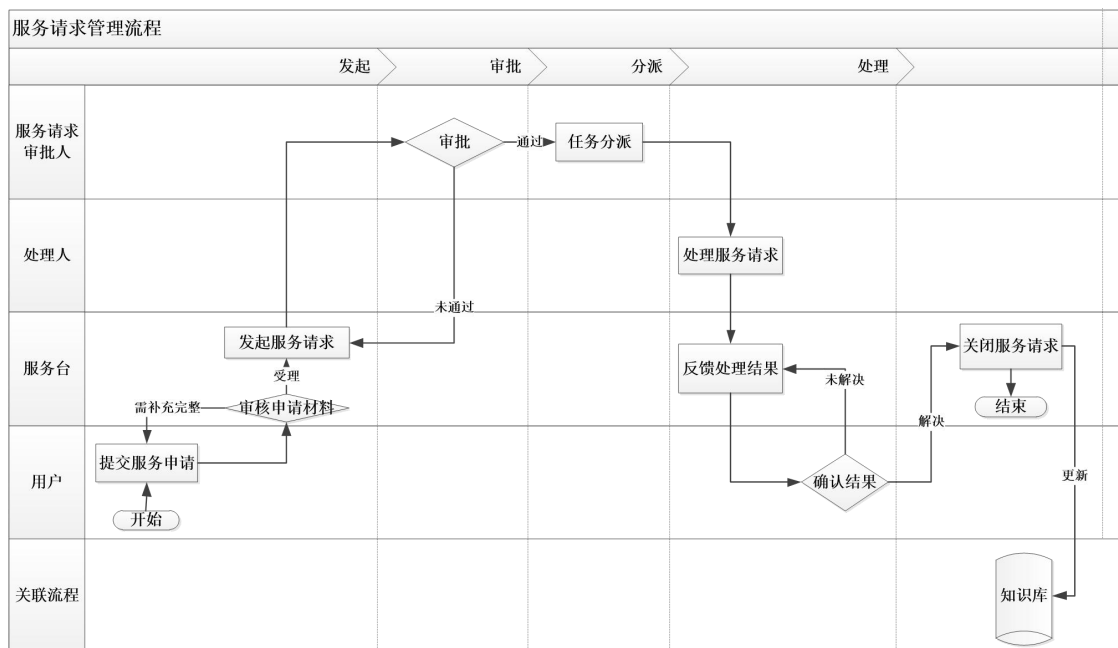 服务请求管理流程
发起
审批
分派
处理
服务请求
审批人
审批
通过
任务分派
处理人
处理服务请求
未通过
服务台
发起服务请求
受理
需补充完整
审核申请材料
反馈处理结果
未解决
关闭服务请求
结束
解决
用户
提交服务申请
开始
确认结果
更新
关联流程
知识库